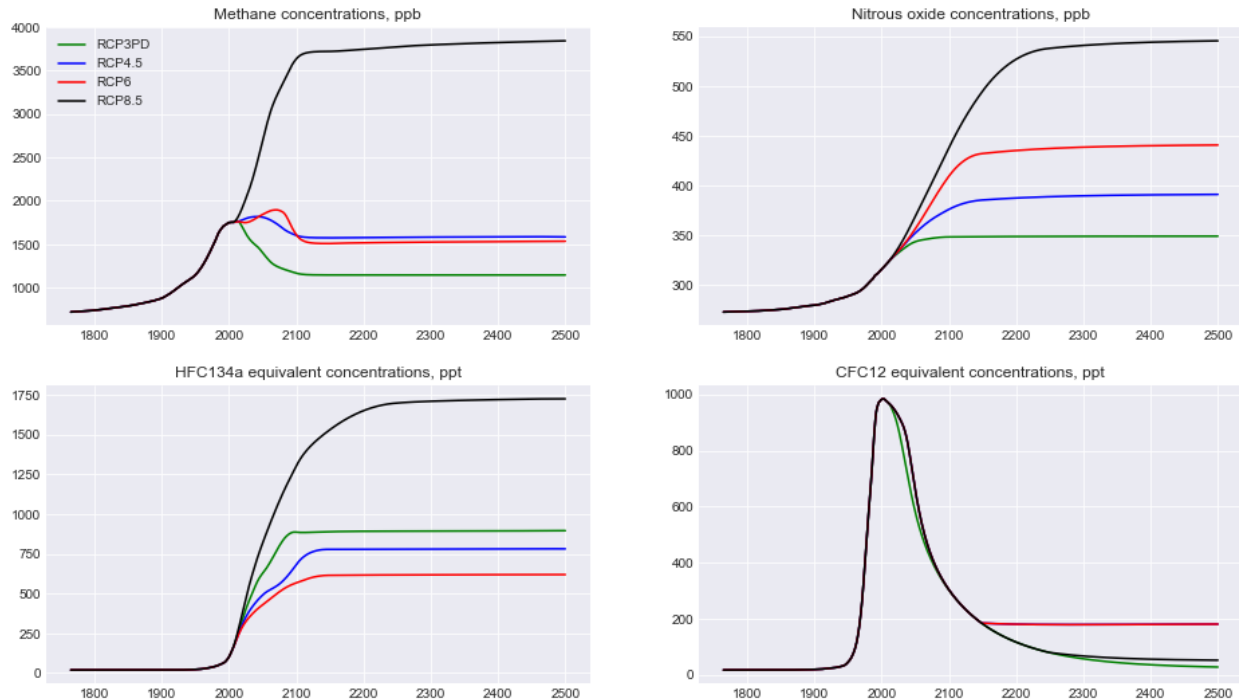 Methane concentrations, ppb
4000
3500
3000
2500
2000
1500
1000
RCP3PD
RCP4.5
RCP6
RCP8.5
1800 1900 2000 2100 2200 2300 2400 2500
Nitrous oxide concentrations, ppb
550
500
450
400
350
300
1800 1900 2000 2100 2200 2300 2400 2500
HFC134a equivalent concentrations, ppt
1750
1500
1250
1000
750
500
250
0
1800 1900 2000 2100 2200 2300 2400 2500
CFC12 equivalent concentrations, ppt
1000
800
600
400
200
0
1800 1900 2000 2100 2200 2300 2400 2500